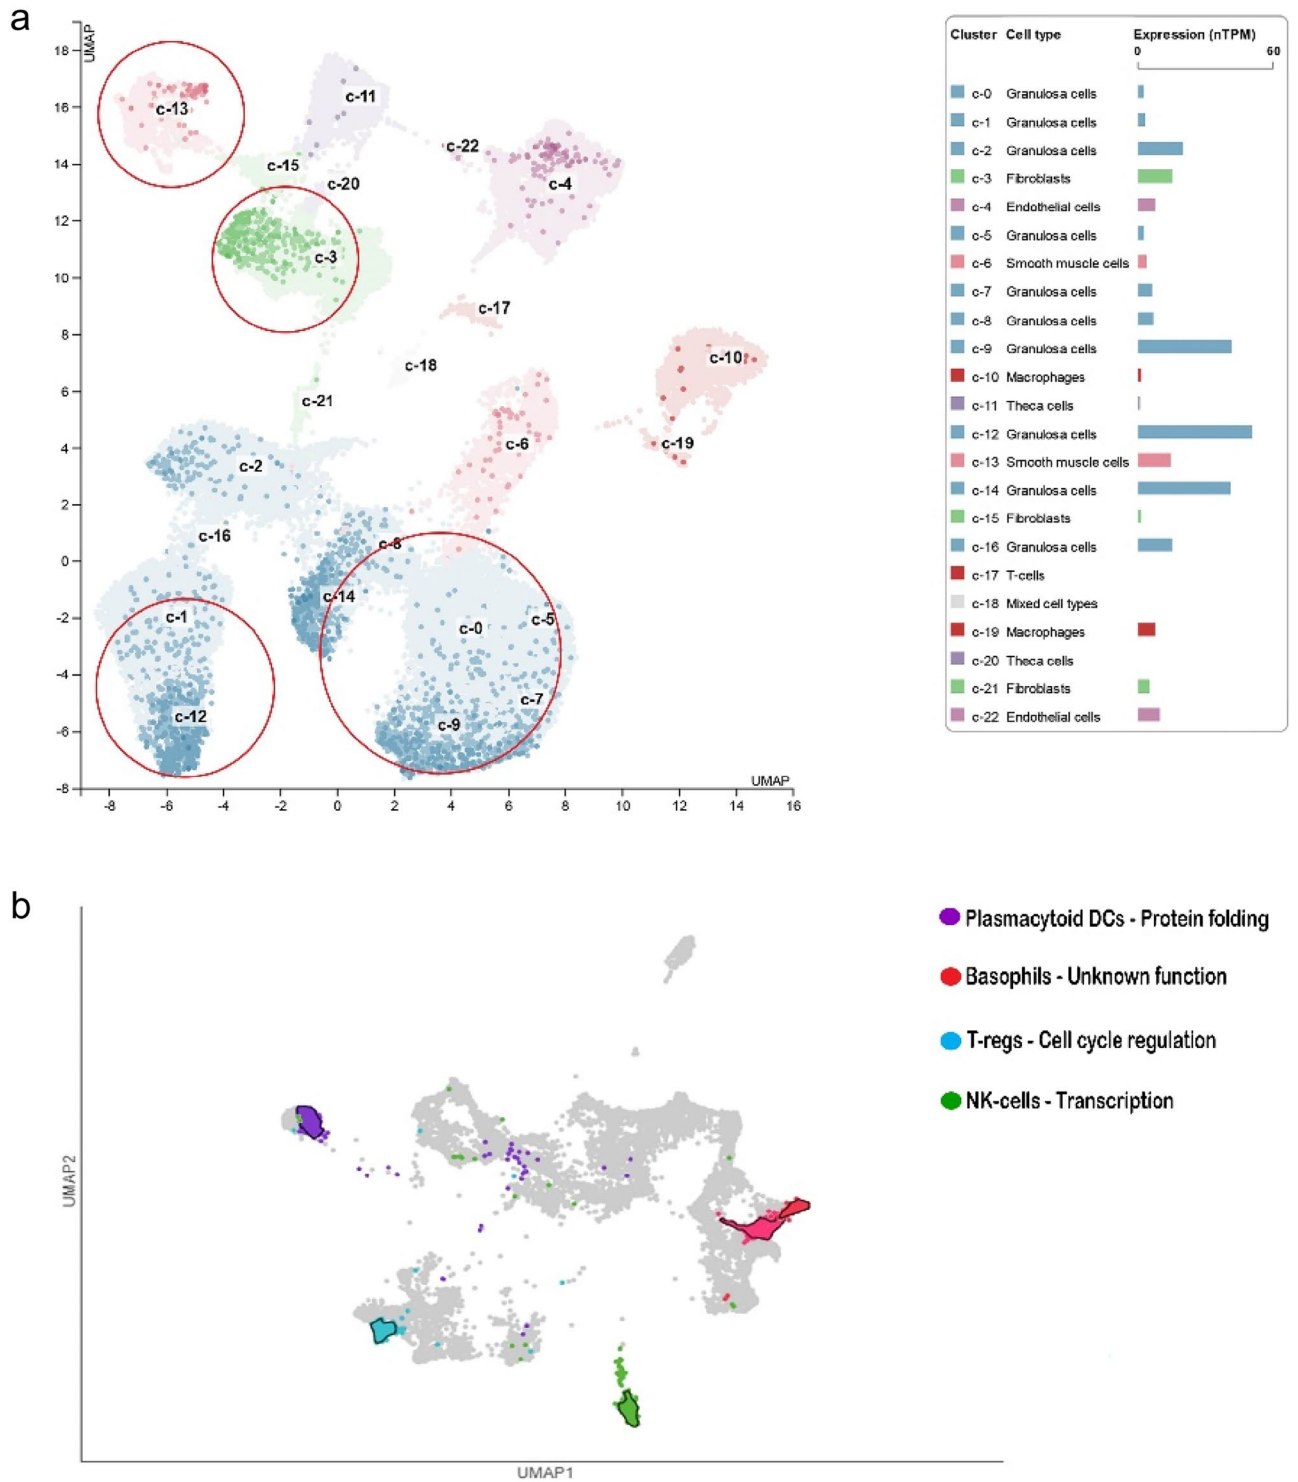 a
UMAP
18
16
14
12
10
8
6
4
2
0
-2
-4
-6
-8
-8
-6
-4
-2
0
2
4
6
8
10
12
14
16
UMAP
c-13
c-11
c-22
c-15
c-20
c-4
c-3
c-17
c-18
c-10
c-21
c-6
c-19
c-2
c-16
c-8
c-14
c-1
c-0
c-5
c-7
c-12
c-9
Cluster Cell type Expression (nTPM)
0 60
c-0 Granulosa cells
c-1 Granulosa cells
c-2 Granulosa cells
c-3 Fibroblasts
c-4 Endothelial cells
c-5 Granulosa cells
c-6 Smooth muscle cells
c-7 Granulosa cells
c-8 Granulosa cells
c-9 Granulosa cells
c-10 Macrophages
c-11 Theca cells
c-12 Granulosa cells
c-13 Smooth muscle cells
c-14 Granulosa cells
c-15 Fibroblasts
c-16 Granulosa cells
c-17 T-cells
c-18 Mixed cell types
c-19 Macrophages
c-20 Theca cells
c-21 Fibroblasts
c-22 Endothelial cells
b
UMAP2
UMAP1
Plasmacytoid DCs - Protein folding
Basophils - Unknown function
T-regs - Cell cycle regulation
NK-cells - Transcription